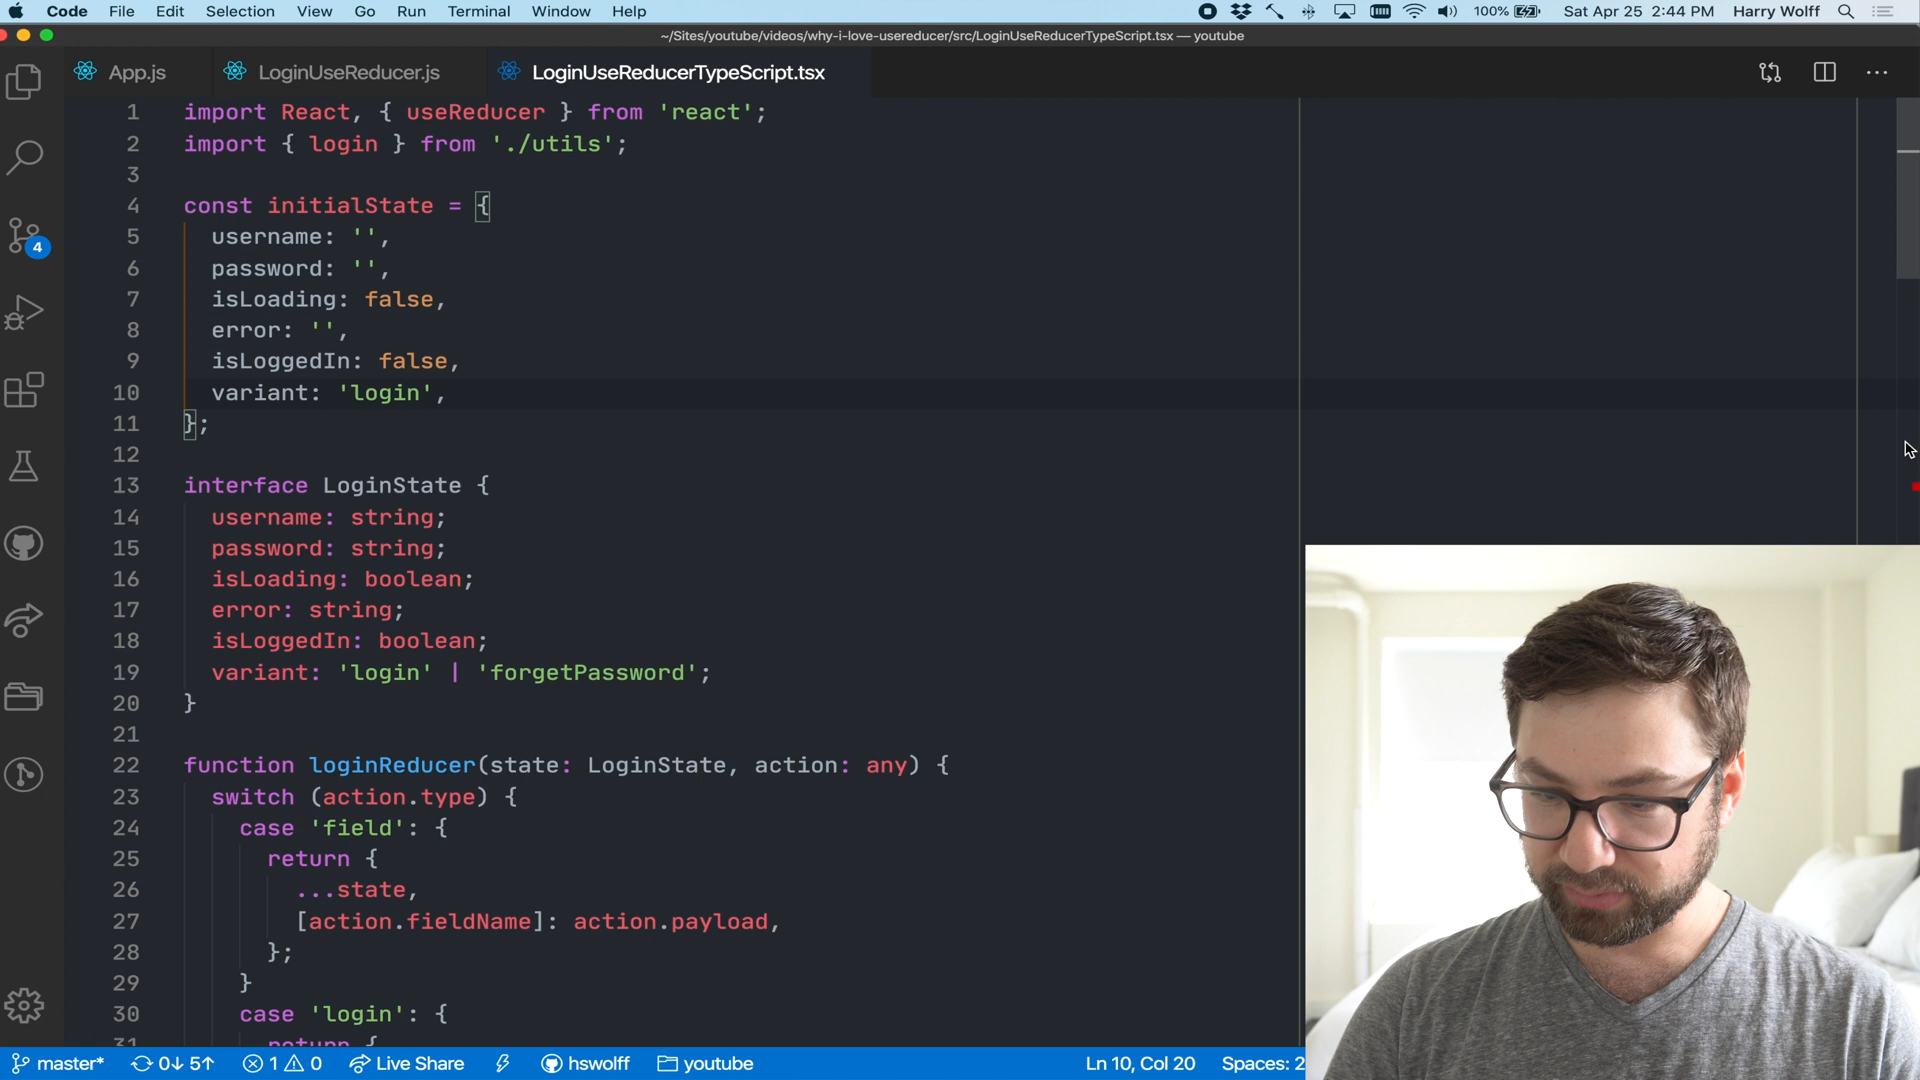 Code File Edit Selection View Go Run Terminal Window Help 100% Sat Apr 25 2:44 PM Harry Wolff
~/Sites/youtube/videos/why-i-love-usereducer/src/LoginUseReducerTypeScript.tsx — youtube
App.js LoginUseReducer.js LoginUseReducerTypeScript.tsx
1 import React, { useReducer } from 'react';
2 import { login } from './utils';
3
4 const initialState = {
5 username: '',
6 password: '',
7 isLoading: false,
8 error: '',
9 isLoggedIn: false,
10 variant: 'login',
11 };
12
13 interface LoginState {
14 username: string;
15 password: string;
16 isLoading: boolean;
17 error: string;
18 isLoggedIn: boolean;
19 variant: 'login' | 'forgetPassword';
20 }
21
22 function loginReducer(state: LoginState, action: any) {
23 switch (action.type) {
24 case 'field': {
25 return {
26 ...state,
27 [action.fieldName]: action.payload,
28 };
29 }
30 case 'login': {
31 return {
4
master* 0↓ 5↑ 1 0 Live Share hswolff youtube Ln 10, Col 20 Spaces: 2